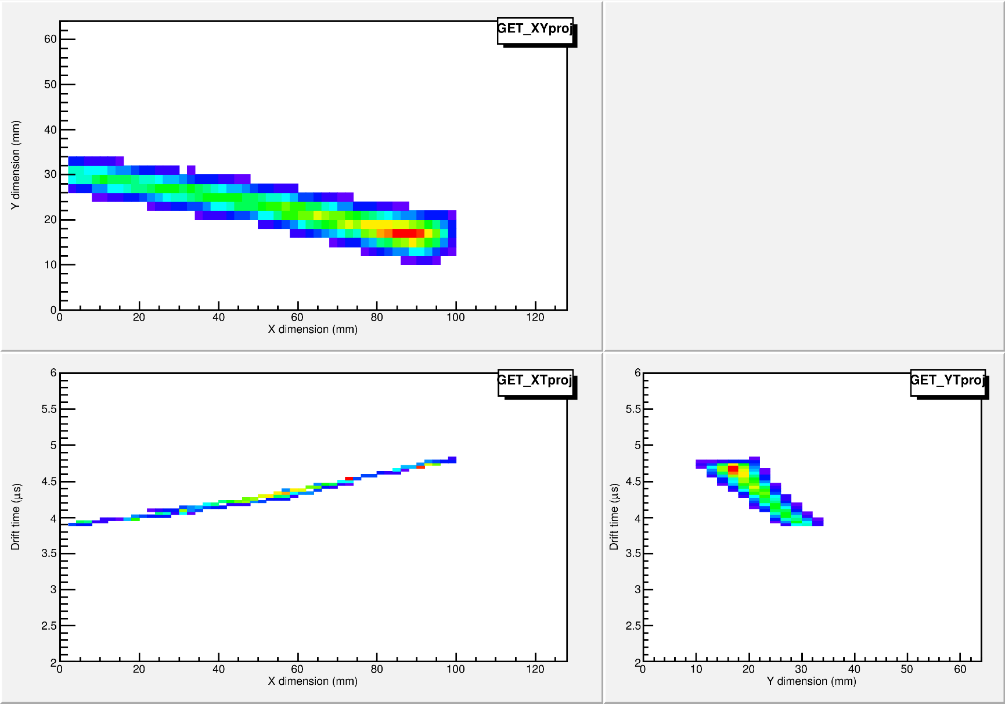 GET_XYproj
60
50
40
30
20
10
0
Y dimension (mm)
0 20 40 60 80 100 120
X dimension (mm)
GET_XTproj
6
5.5
5
4.5
4
3.5
3
2.5
2
Drift time (μs)
0 20 40 60 80 100 120
X dimension (mm)
GET_YTproj
6
5.5
5
4.5
4
3.5
3
2.5
2
Drift time (μs)
0 10 20 30 40 50 60
Y dimension (mm)